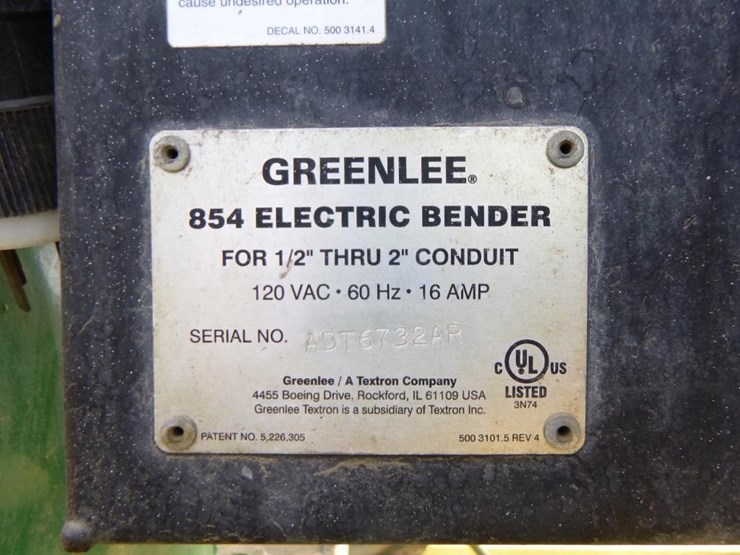 cause undesired operation.
DECAL NO. 500 3141.4
GREENLEE®
854 ELECTRIC BENDER
FOR 1/2" THRU 2" CONDUIT
120 VAC • 60 Hz • 16 AMP
SERIAL NO. ADT6732AR
C UL® US
LISTED
3N74
Greenlee / A Textron Company
4455 Boeing Drive, Rockford, IL 61109 USA
Greenlee Textron is a subsidiary of Textron Inc.
PATENT NO. 5,226,305
500 3101.5 REV 4